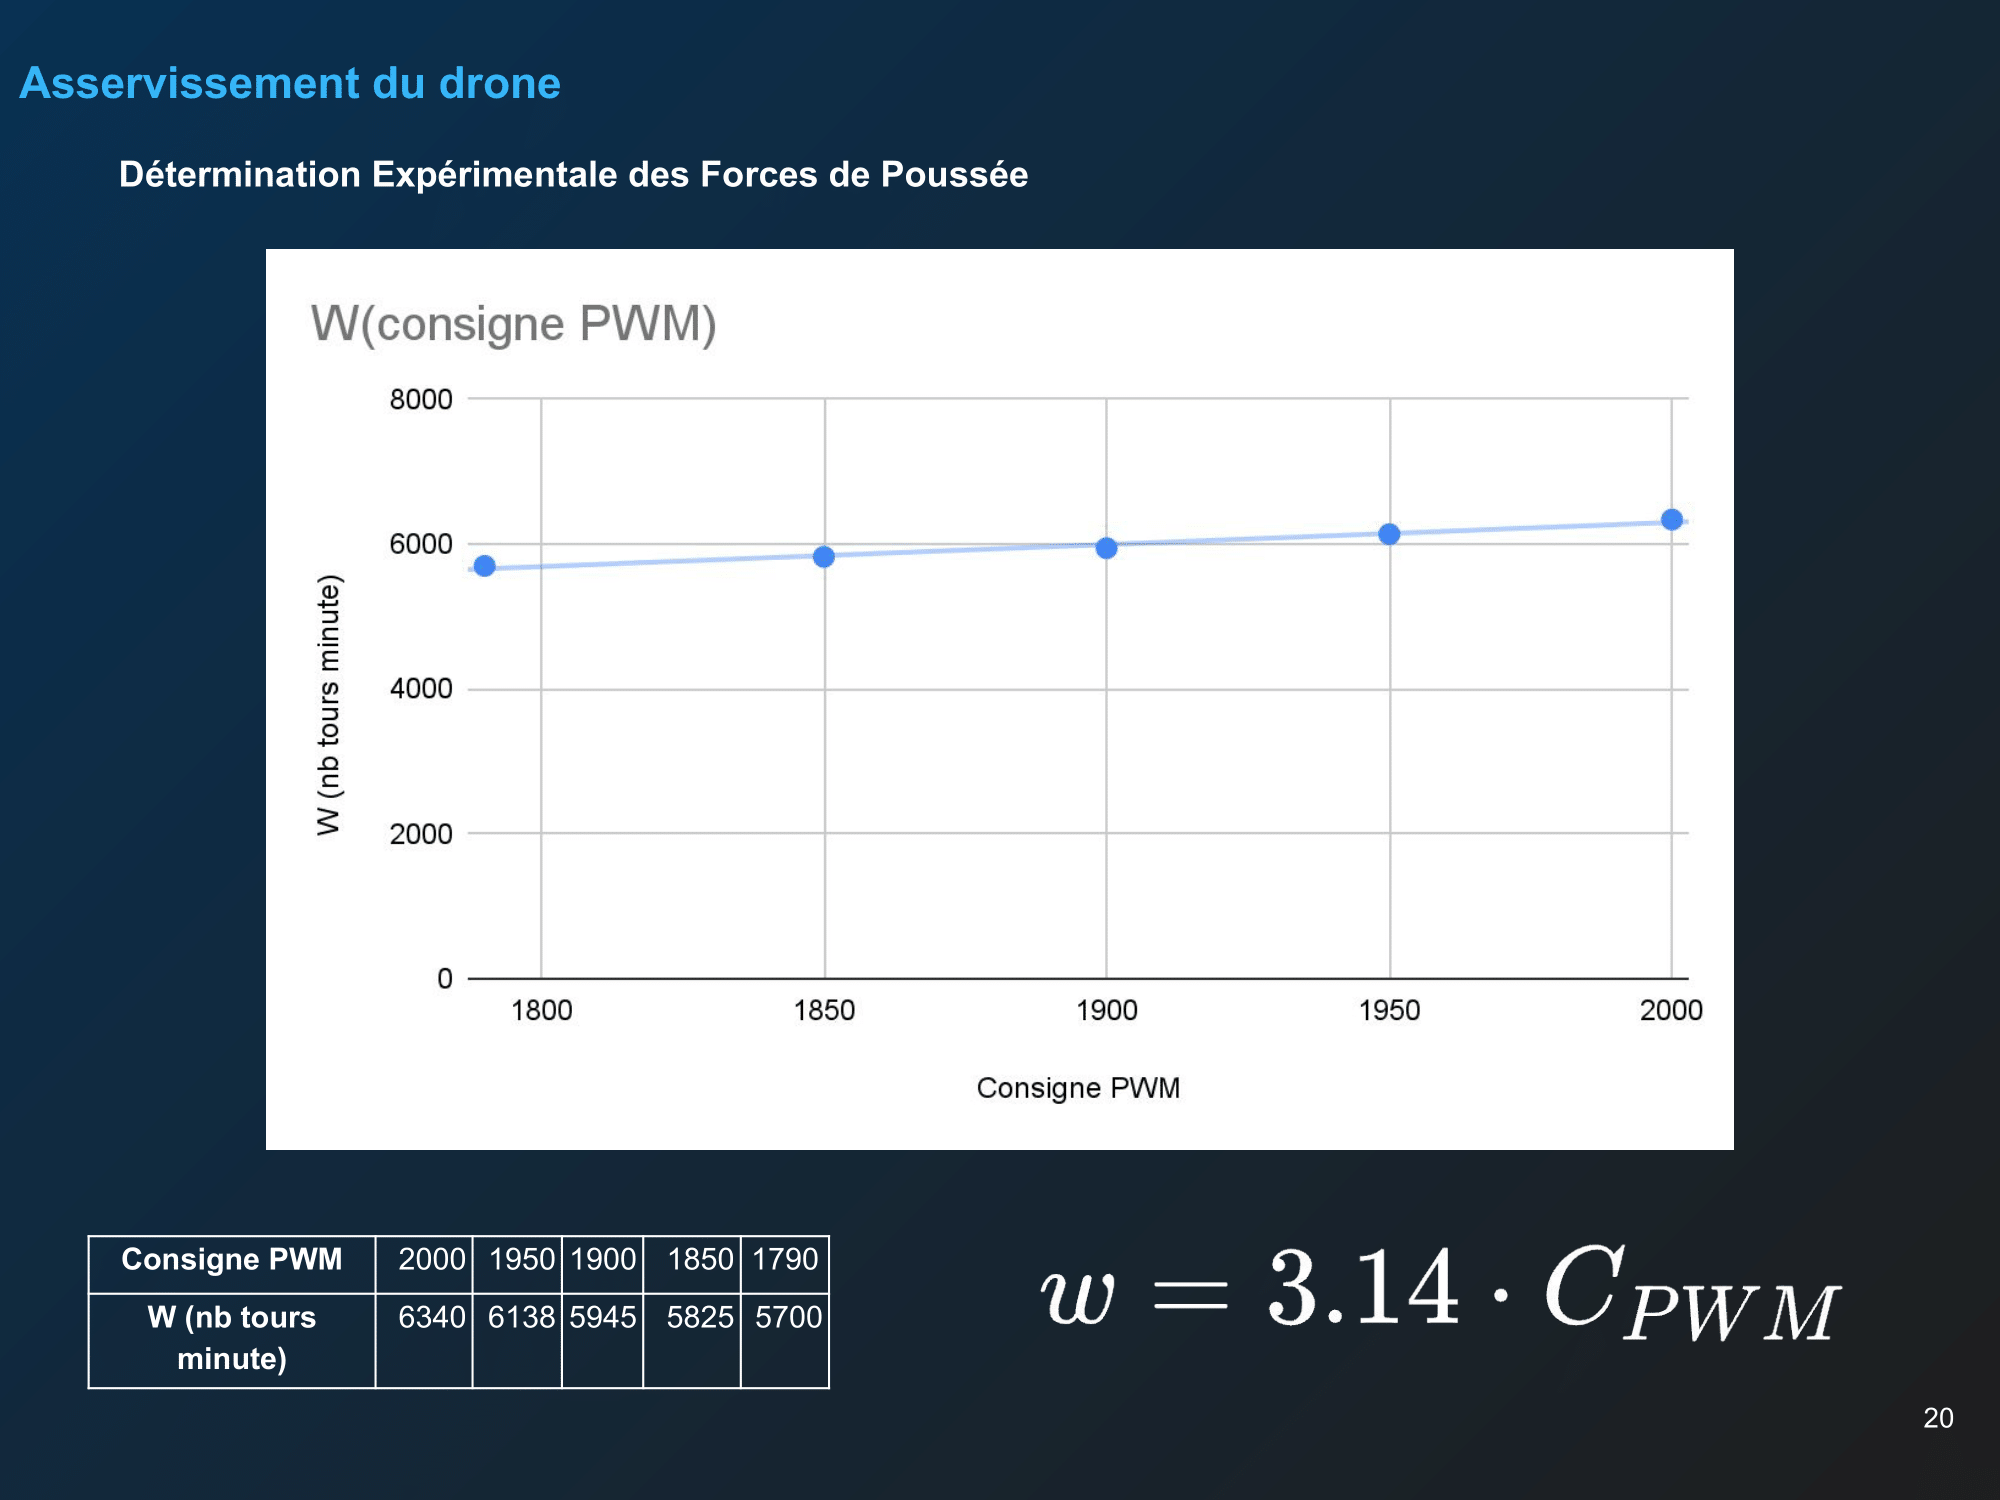 Asservissement du drone
Détermination Expérimentale des Forces de Poussée
W(consigne PWM)
8000
6000
4000
2000
0
W (nb tours minute)
1800 1850 1900 1950 2000
Consigne PWM
Consigne PWM 2000 1950 1900 1850 1790
W (nb tours 6340 6138 5945 5825 5700
minute)
w = 3.14 · C_{PWM}
20